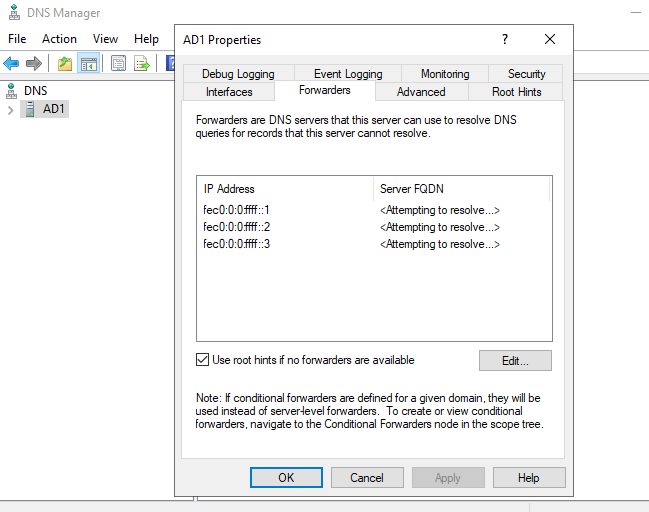 DNS Manager
File Action View Help
DNS
AD1
AD1 Properties
?
Debug Logging Event Logging Monitoring Security
Interfaces Forwarders Advanced Root Hints
Forwarders are DNS servers that this server can use to resolve DNS
queries for records that this server cannot resolve.
IP Address Server FQDN
fec0:0:0:ffff::1 <Attempting to resolve...>
fec0:0:0:ffff::2 <Attempting to resolve...>
fec0:0:0:ffff::3 <Attempting to resolve...>
Use root hints if no forwarders are available
Edit...
Note: If conditional forwarders are defined for a given domain, they will be
used instead of server-level forwarders. To create or view conditional
forwarders, navigate to the Conditional Forwarders node in the scope tree.
OK Cancel Apply Help